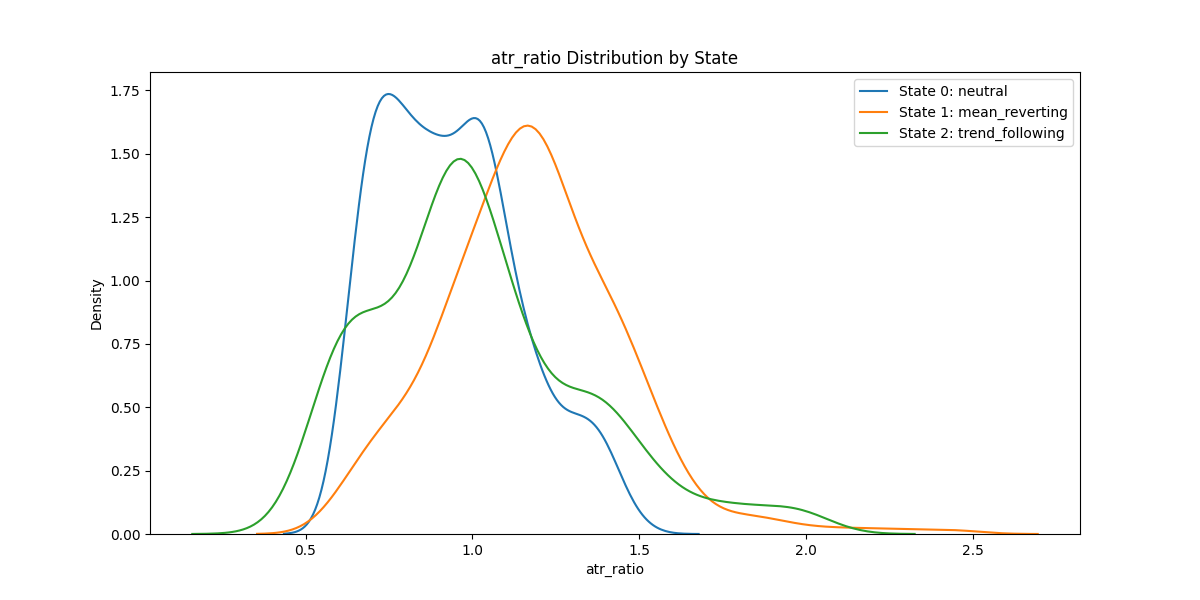 atr_ratio Distribution by State
State 0: neutral
State 1: mean_reverting
State 2: trend_following
Density
1.75
1.50
1.25
1.00
0.75
0.50
0.25
0.00
0.5
1.0
1.5
2.0
2.5
atr_ratio